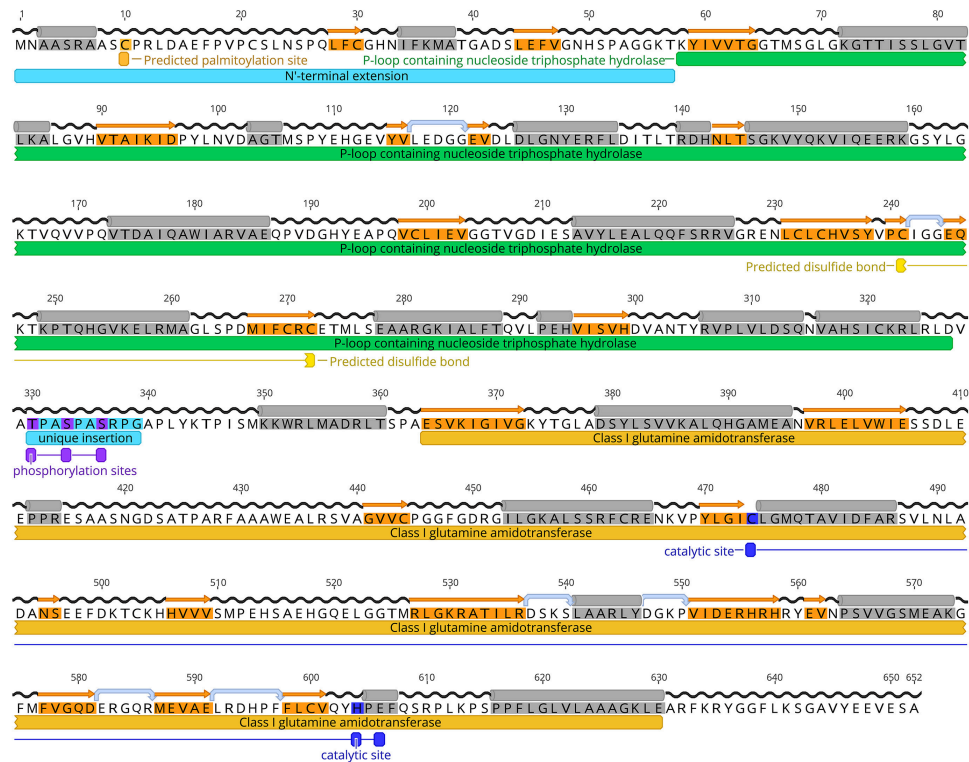 1 10 20 30 40 50 60 70 80
MNAASRAASCPRLDAEFPVPCSLNSPQLFCGHNIFKMATGADSLEFVGNHSPAGGKTKYIVVTGGTMSGLGKGTTISSLGVT
Predicted palmitoylation site P-loop containing nucleoside triphosphate hydrolase
N'-terminal extension
90 100 110 120 130 140 150 160
LKALGVHVTAIKIDPYLNVDAGTMSPYEHGEVYVLEDGGEVDLDLGNYERFLDITLTRDHNLTSGKVYQKVIQEERKGSYLG
P-loop containing nucleoside triphosphate hydrolase
170 180 190 200 210 220 230 240
KTVQVVPQVTDAIQAWIARVAEQPVDGHYEAPQVCLIEVGGTVGDIESAVYLEALQQFSRRVGRENLCLCHVSYVPCIGGEQ
P-loop containing nucleoside triphosphate hydrolase
Predicted disulfide bond
250 260 270 280 290 300 310 320
KTKPTQHGVKELRMAGLSPDMIFCRCETMLSEAARGKIALFTQVLPEHVISVHDVANTYRVPLVLDSQNVAHSICKRLRLDV
P-loop containing nucleoside triphosphate hydrolase
Predicted disulfide bond
330 340 350 360 370 380 390 400 410
ATPASPASRPGAPLYKTPISMKKWRLMADRLTSPAESVKIGIVGKYTGLADSYLSVVKALQHGAMEANVRLELVWIESSDLE
unique insertion Class I glutamine amidotransferase
phosphorylation sites
420 430 440 450 460 470 480 490
EPPRESAASNGDSATPARFAAAWEALRSVAGVVCPGGFGDRGILGKALSSRFCRENKVPYLGICLGMQTAVIDFARSVLNLA
Class I glutamine amidotransferase
catalytic site
500 510 520 530 540 550 560 570
DANSEEFDKTCKHHVVVSMPEHSAEHGQELGGTMRLGKRATILRDSKSLAARLYDGKPVIDERHRHRYEVNPSVVGSMEAKG
Class I glutamine amidotransferase
580 590 600 610 620 630 640 650 652
FMFVGQDERGQRMEVAELRDHPFFLCVQYHPEFQSRPLKPSPPFLGLVLAAAGKLEARFKRYGGFLKSGAVYEEVESA
Class I glutamine amidotransferase
catalytic site